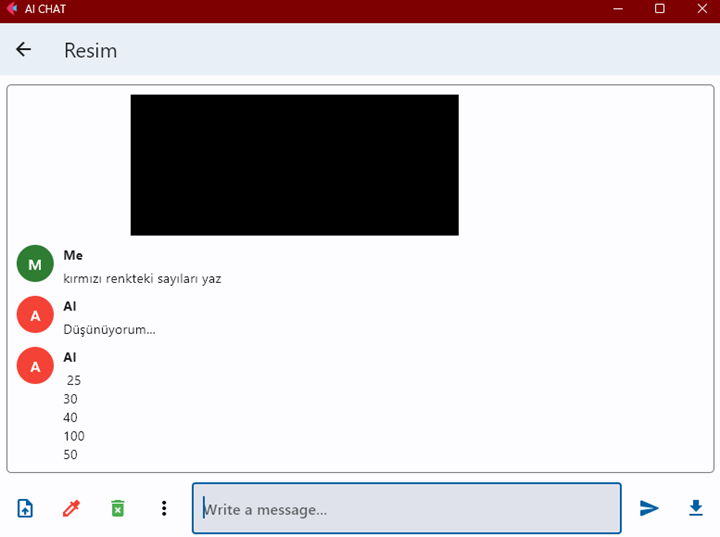 AI CHAT
Resim
M
Me
kırmızı renkteki sayıları yaz
A
AI
Düşünüyorum...
A
AI
25
30
40
100
50
Write a message...